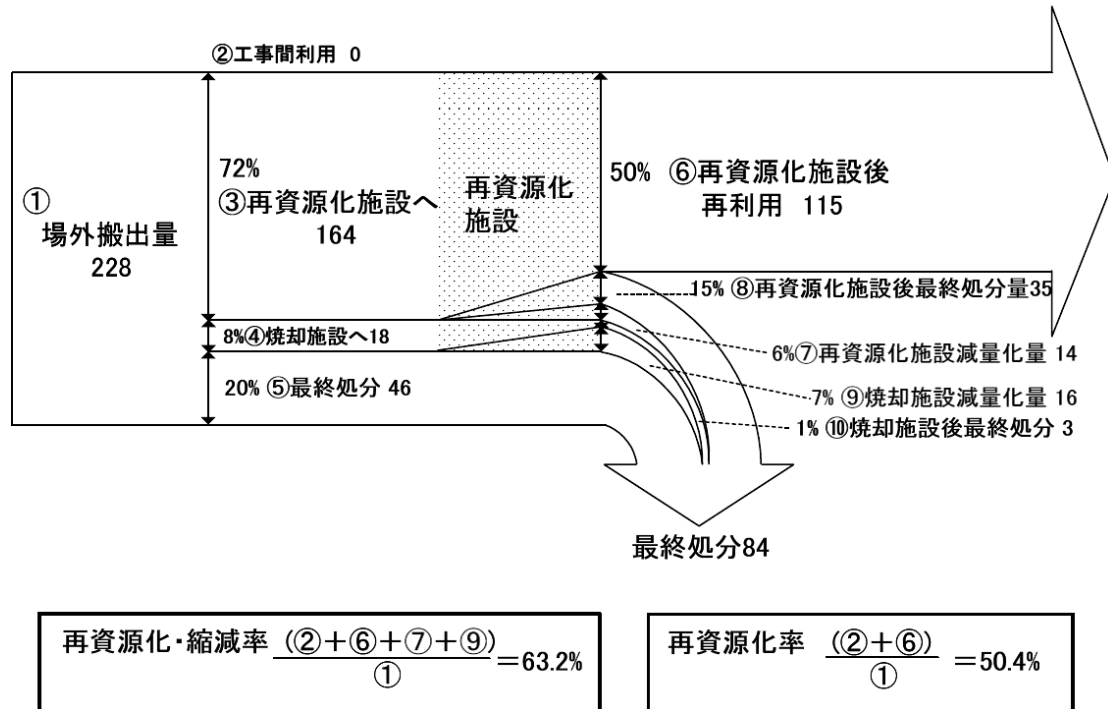 ②工事間利用 0
①
場外搬出量
228
72%
③再資源化施設へ
164
再資源化
施設
50% ⑥再資源化施設後
再利用 115
15% ⑧再資源化施設後最終処分量35
8%④焼却施設へ18
6%⑦再資源化施設減量化量 14
20% ⑤最終処分 46
7% ⑨焼却施設減量化量 16
1% ⑩焼却施設後最終処分 3
最終処分84
再資源化・縮減率 (②+⑥+⑦+⑨)
① =63.2%
再資源化率 (②+⑥)
① =50.4%